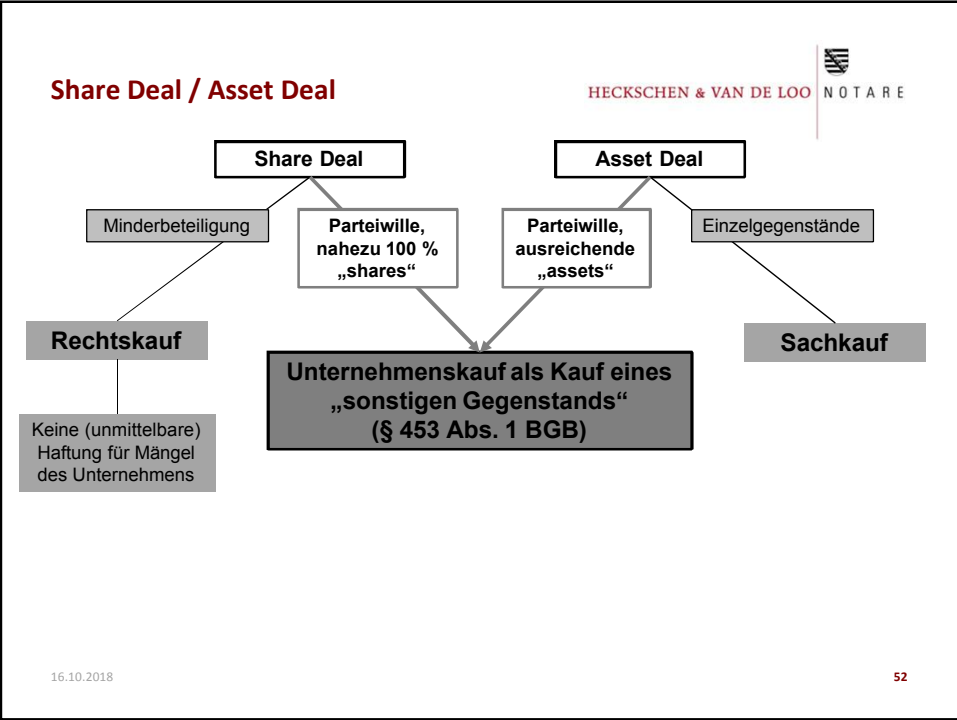 Share Deal / Asset Deal
HECKSCHEN & VAN DE LOO NOTARE
Share Deal
Asset Deal
Minderbeteiligung
Parteiwille,
nahezu 100 %
„shares“
Parteiwille,
ausreichende
„assets“
Einzelgegenstände
Rechtskauf
Sachkauf
Unternehmenskauf als Kauf eines
„sonstigen Gegenstands“
(§ 453 Abs. 1 BGB)
Keine (unmittelbare)
Haftung für Mängel
des Unternehmens
16.10.2018
52